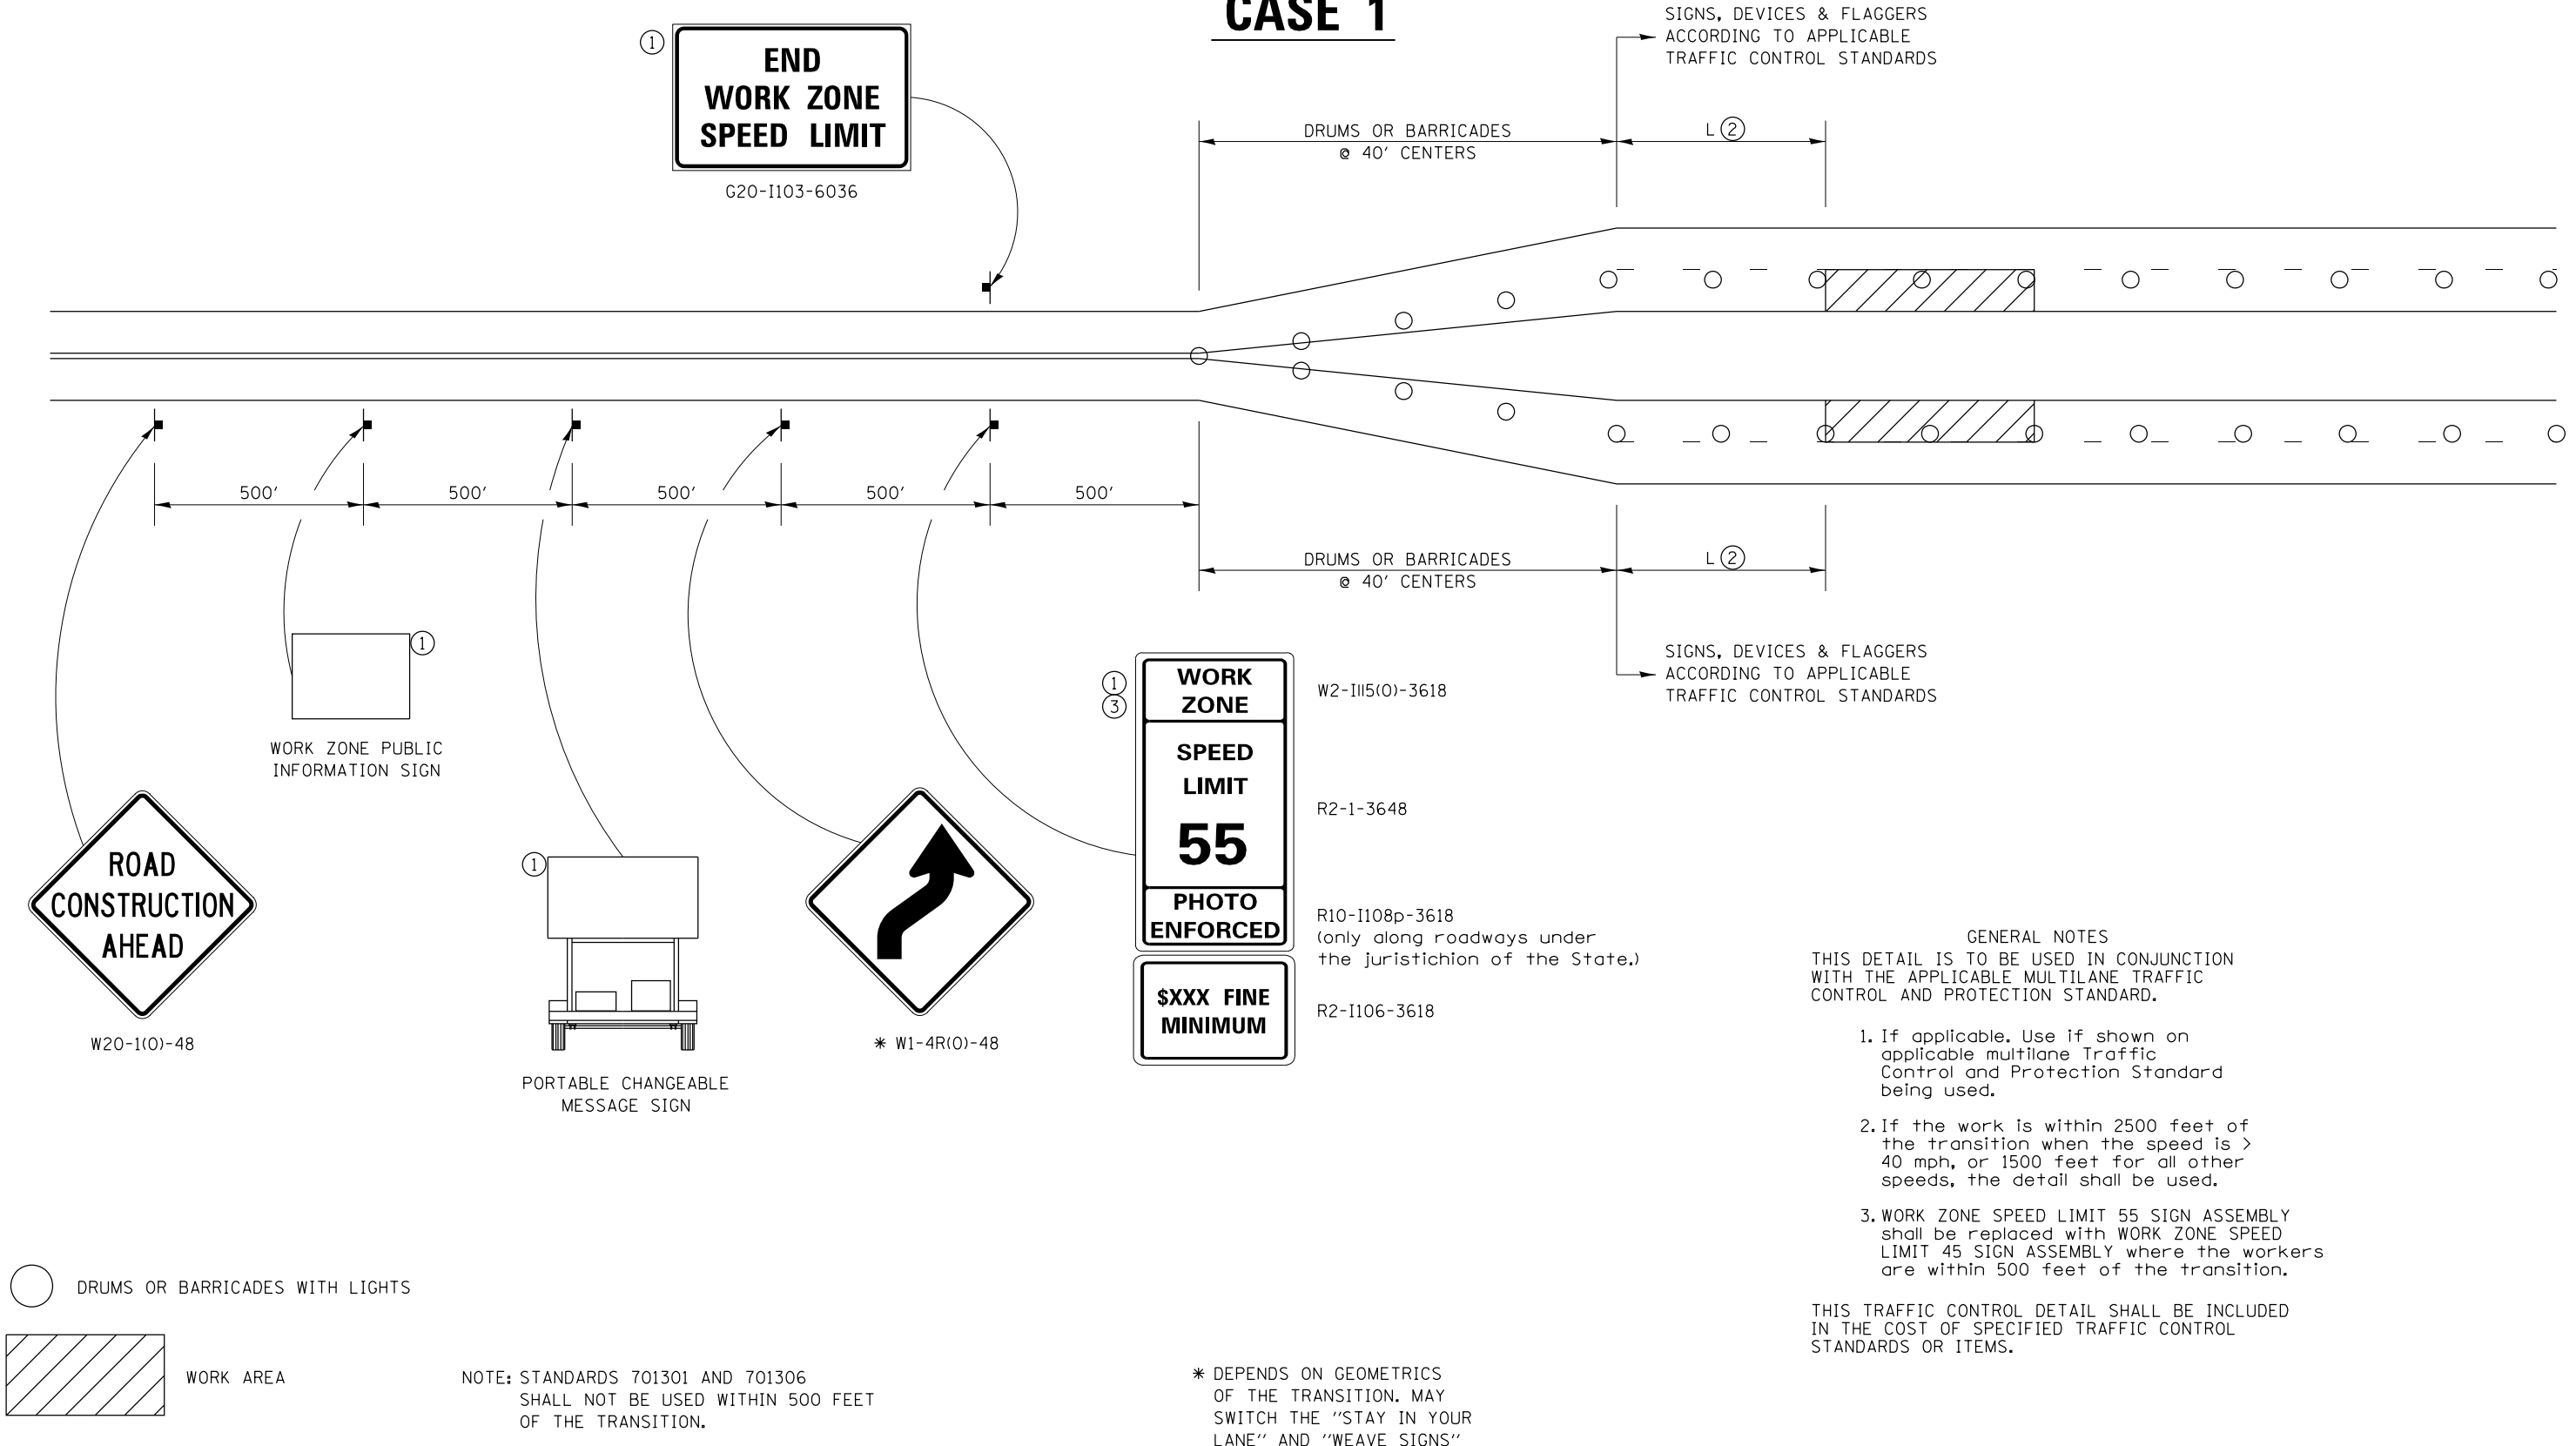 CASE 1
SIGNS, DEVICES & FLAGGERS
ACCORDING TO APPLICABLE
TRAFFIC CONTROL STANDARDS
1
END
WORK ZONE
SPEED LIMIT
G20-I103-6036
DRUMS OR BARRICADES
@ 40' CENTERS
L 2
500' 500' 500' 500' 500'
DRUMS OR BARRICADES
@ 40' CENTERS
L 2
SIGNS, DEVICES & FLAGGERS
ACCORDING TO APPLICABLE
TRAFFIC CONTROL STANDARDS
1
WORK ZONE PUBLIC
INFORMATION SIGN
ROAD
CONSTRUCTION
AHEAD
W20-1(O)-48
1
PORTABLE CHANGEABLE
MESSAGE SIGN
* W1-4R(O)-48
1
3
WORK
ZONE
W2-I115(O)-3618
SPEED
LIMIT
55
R2-1-3648
PHOTO
ENFORCED
R10-I108p-3618
(only along roadways under
the juristichion of the State.)
$XXX FINE
MINIMUM
R2-I106-3618
GENERAL NOTES
THIS DETAIL IS TO BE USED IN CONJUNCTION
WITH THE APPLICABLE MULTILANE TRAFFIC
CONTROL AND PROTECTION STANDARD.
1. If applicable. Use if shown on
applicable multilane Traffic
Control and Protection Standard
being used.
2. If the work is within 2500 feet of
the transition when the speed is >
40 mph, or 1500 feet for all other
speeds, the detail shall be used.
3. WORK ZONE SPEED LIMIT 55 SIGN ASSEMBLY
shall be replaced with WORK ZONE SPEED
LIMIT 45 SIGN ASSEMBLY where the workers
are within 500 feet of the transition.
THIS TRAFFIC CONTROL DETAIL SHALL BE INCLUDED
IN THE COST OF SPECIFIED TRAFFIC CONTROL
STANDARDS OR ITEMS.
DRUMS OR BARRICADES WITH LIGHTS
WORK AREA
NOTE: STANDARDS 701301 AND 701306
SHALL NOT BE USED WITHIN 500 FEET
OF THE TRANSITION.
* DEPENDS ON GEOMETRICS
OF THE TRANSITION. MAY
SWITCH THE "STAY IN YOUR
LANE" AND "WEAVE SIGNS"